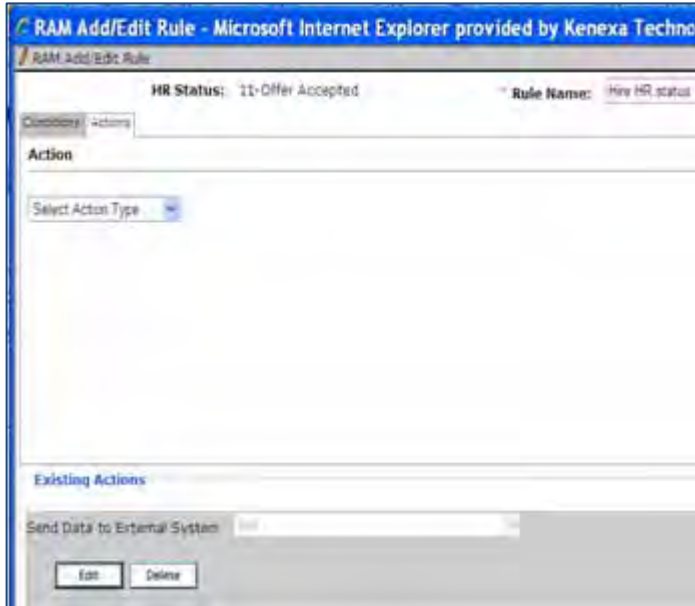 RAM Add/Edit Rule - Microsoft Internet Explorer provided by Kenexa Techno
RAM Add/Edit Rule
HR Status: 11-Offer Accepted * Rule Name: Hire HR status
Conditions Actions
Action
Select Action Type
Existing Actions
Send Data to External System
Edit Delete